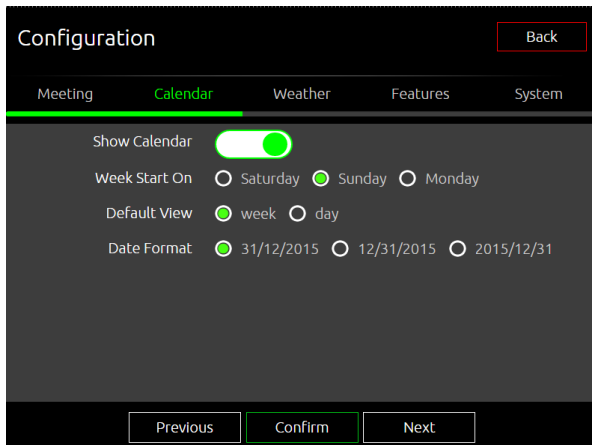 Configuration Back
Meeting Calendar Weather Features System
Show Calendar
Week Start On Saturday Sunday Monday
Default View week day
Date Format 31/12/2015 12/31/2015 2015/12/31
Previous Confirm Next